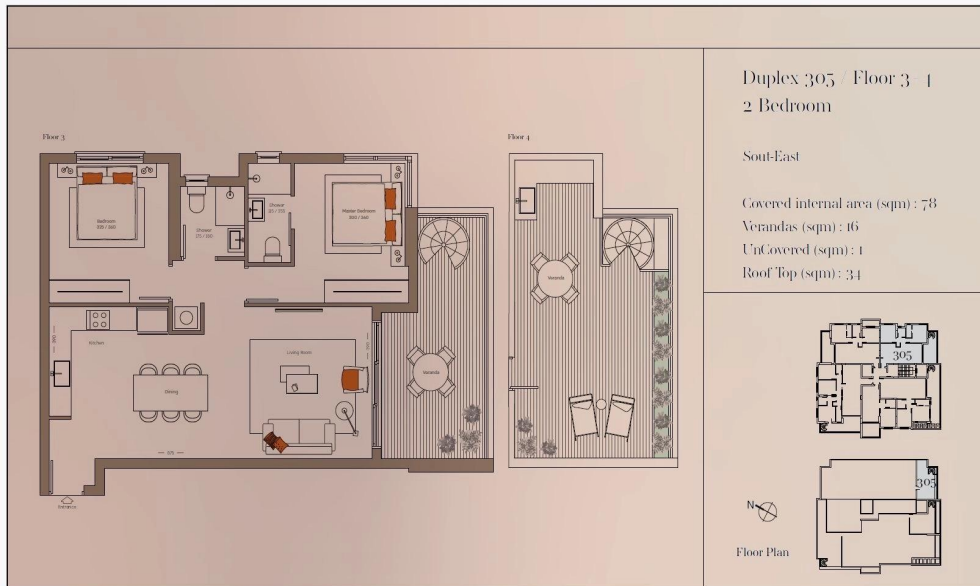 Duplex 305 / Floor 3-4
2 Bedroom
Sout-East
Covered internal area (sqm) : 78
Verandas (sqm) : 16
UnCovered (sqm) : 1
Roof Top (sqm) : 34
Floor 3
Floor 4
Bedroom
Shower
Shower
Master Bedroom
Kitchen
Dining
Living Room
Veranda
Veranda
Entrance
305
305
N
Floor Plan